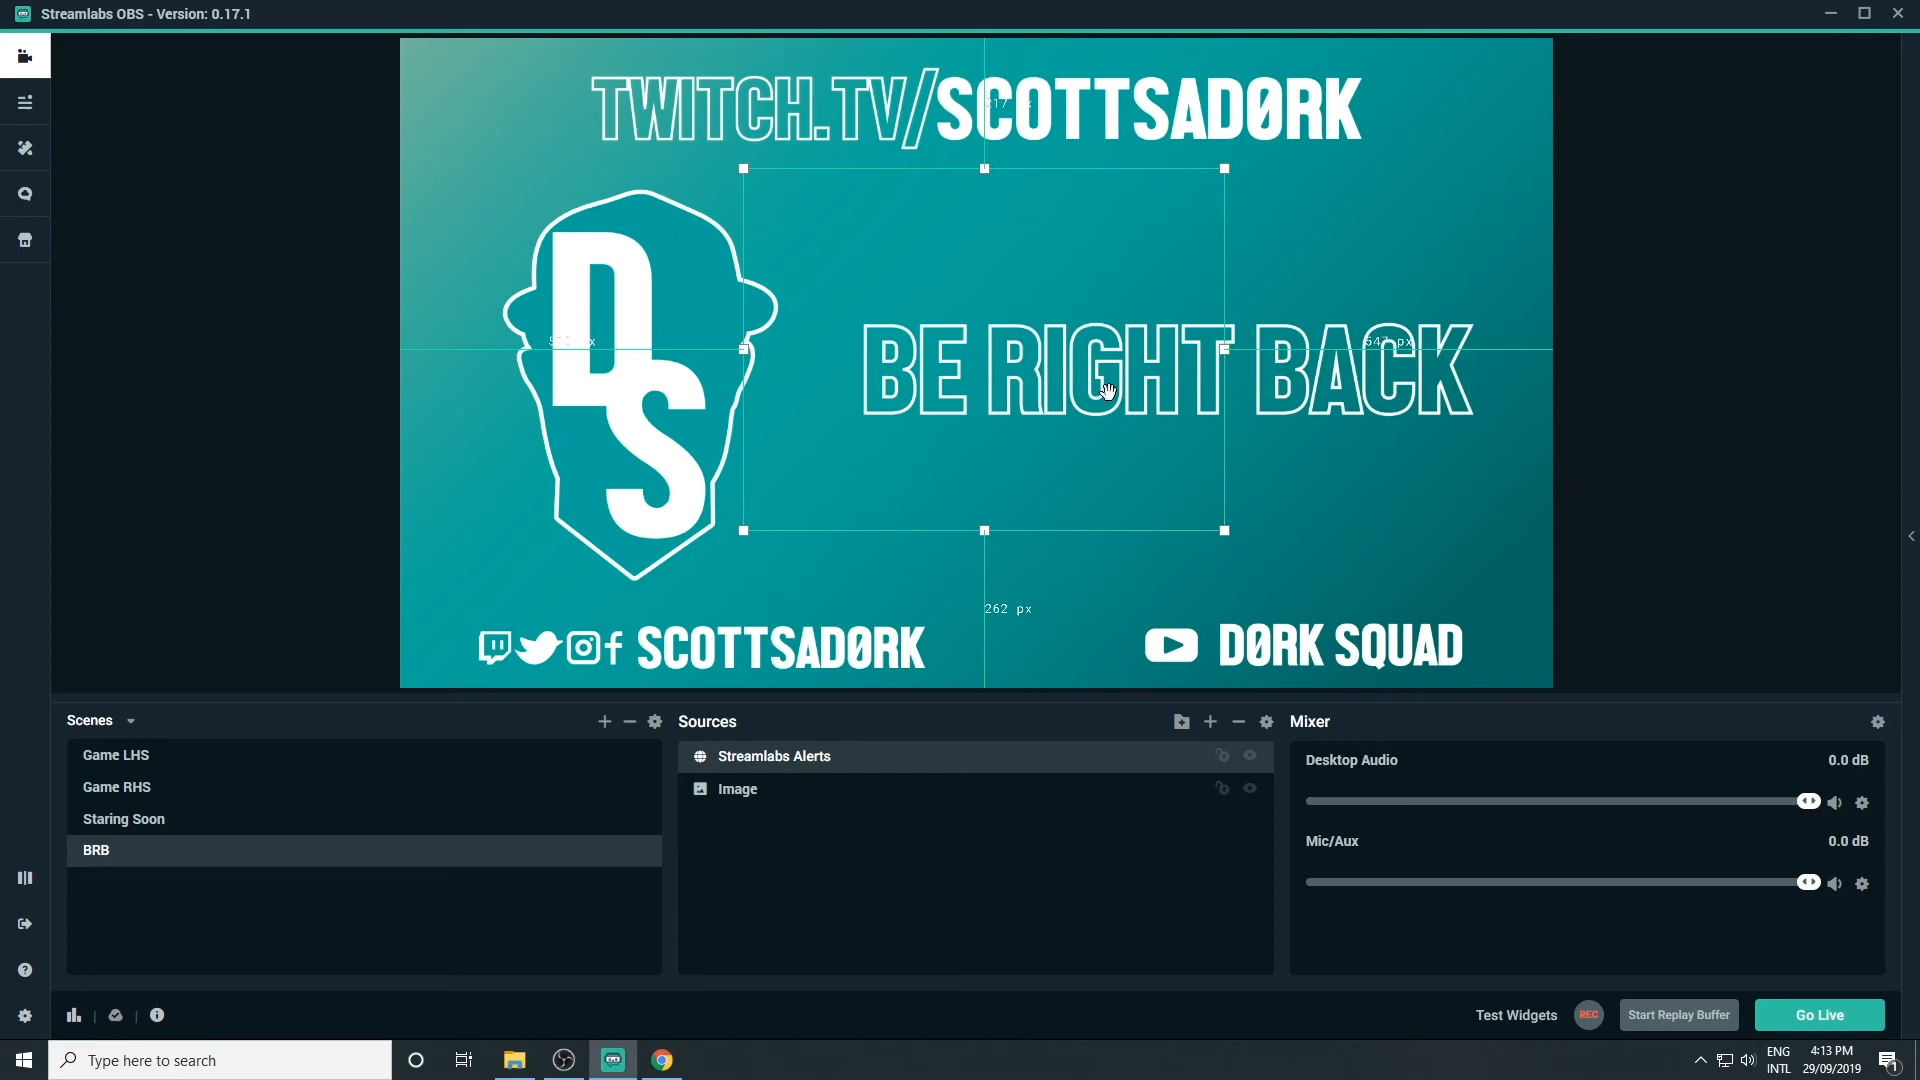 Streamlabs OBS - Version: 0.17.1
TWITCH.TV/SCOTTSADØRK
DS
BE RIGHT BACK
547 px
262 px
SCOTTSADØRK
DØRK SQUAD
Scenes
Sources
Mixer
Game LHS
Game RHS
Staring Soon
BRB
Streamlabs Alerts
Image
Desktop Audio 0.0 dB
Mic/Aux 0.0 dB
Test Widgets
REC
Start Replay Buffer
Go Live
Type here to search
ENG
INTL
4:13 PM
29/09/2019
1